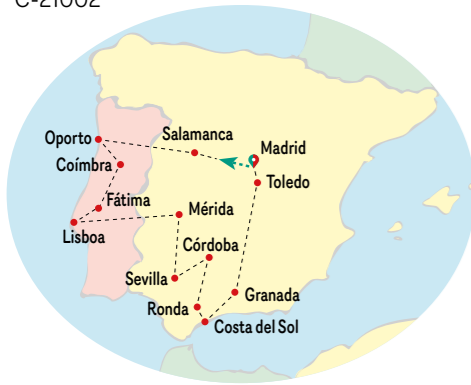 C-21002
Oporto
Salamanca
Madrid
Coímbra
Toledo
Fátima
Mérida
Lisboa
Córdoba
Sevilla
Granada
Ronda
Costa del Sol